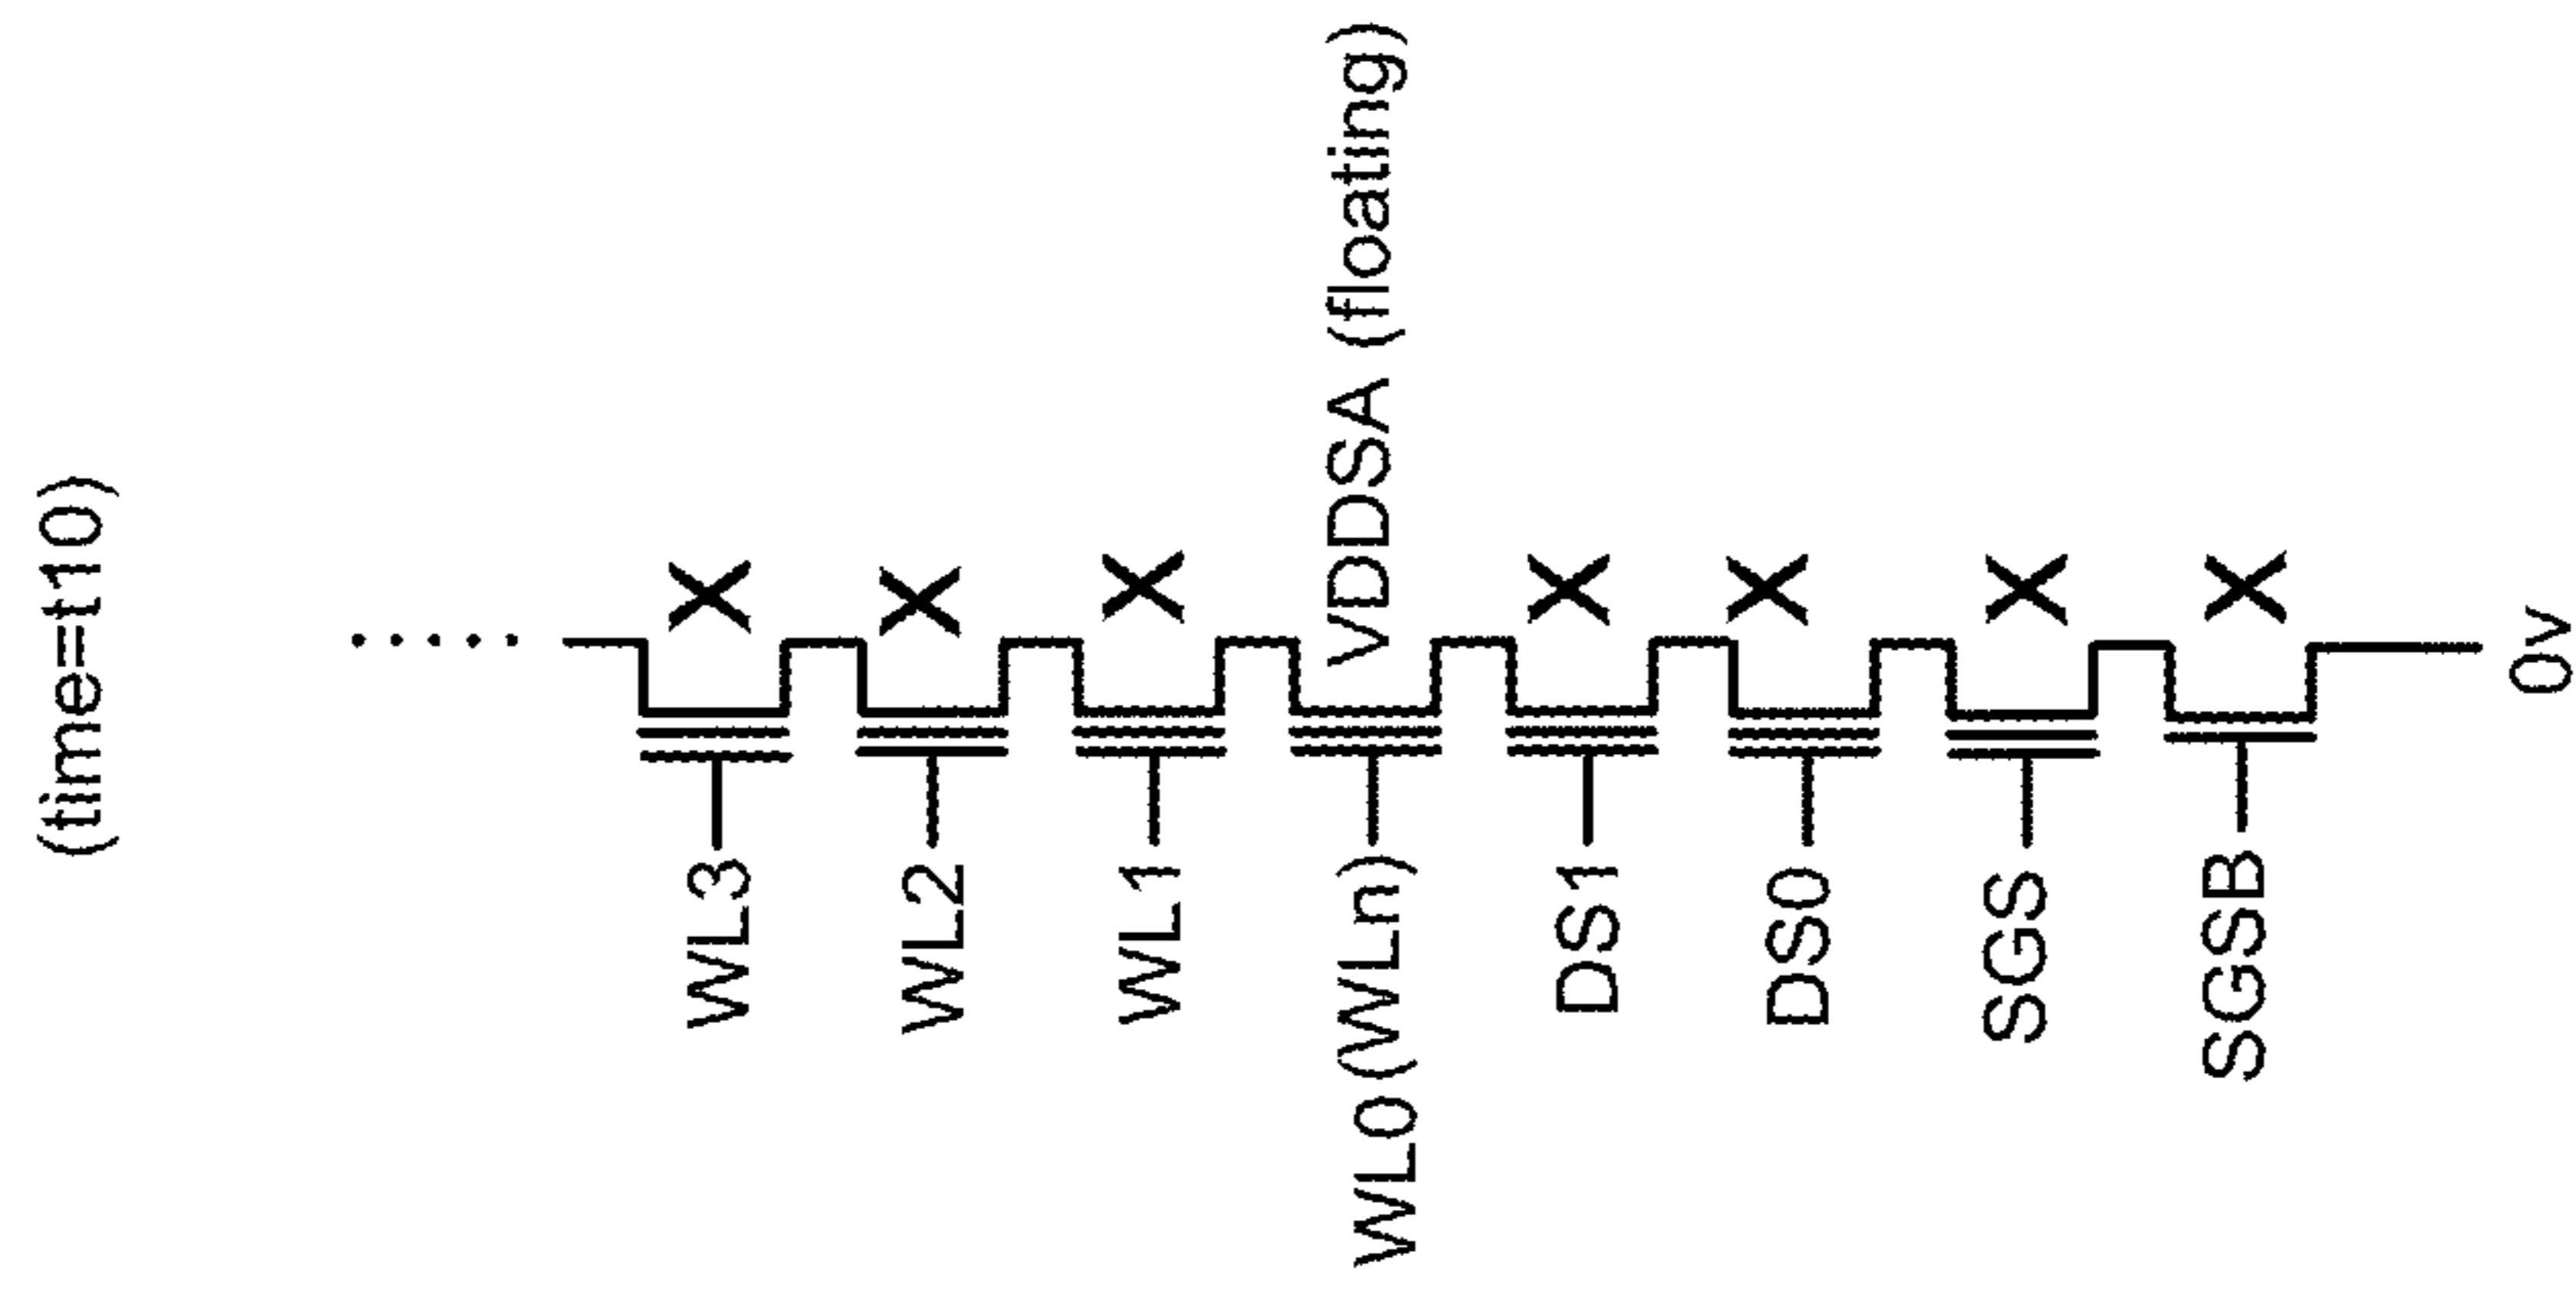 (time=t10)
WL3 X
WL2 X
WL1 X
WL0 (WLn) VDDSA (floating)
DS1 X
DS0 X
SGS X
SGSB X
0v